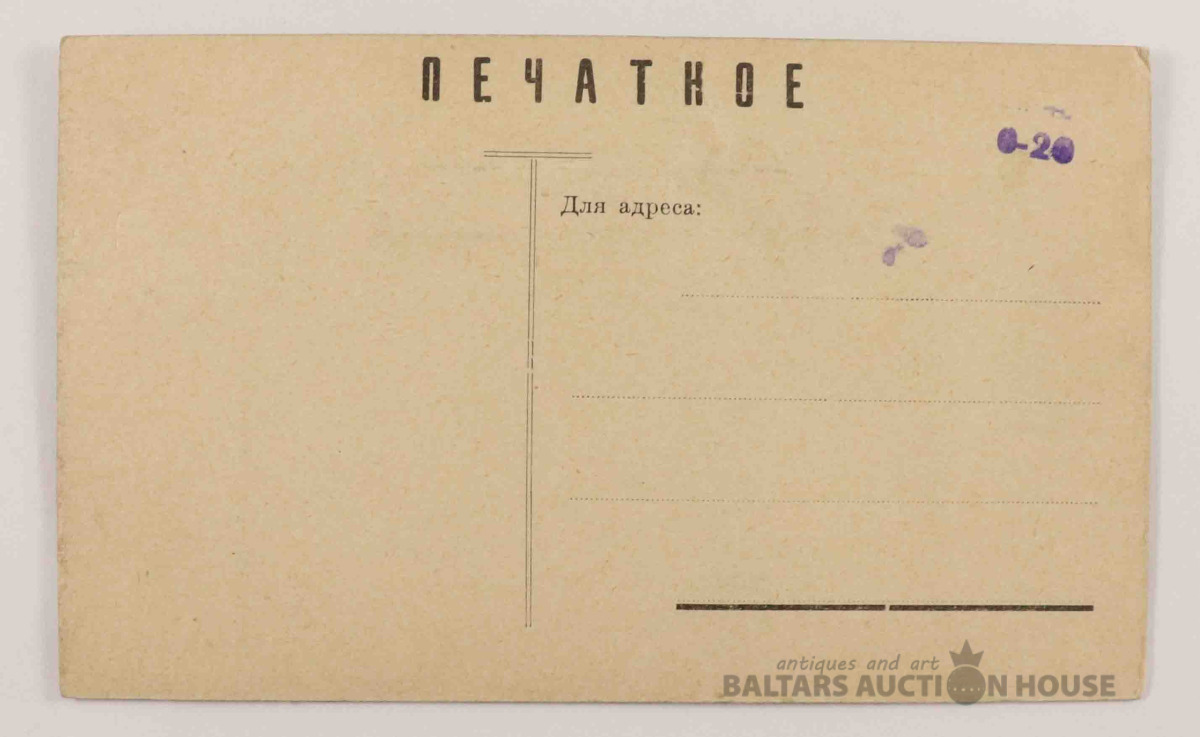 ПЕЧАТНОЕ
0-20
Для адреса:
antiques and art
BALTARS AUCTION HOUSE